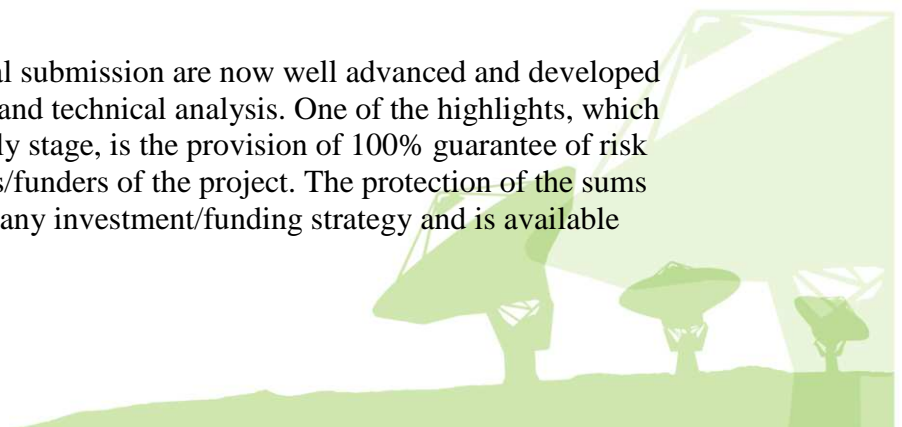 al submission are now well advanced and developed
and technical analysis. One of the highlights, which
ly stage, is the provision of 100% guarantee of risk
s/funders of the project. The protection of the sums
any investment/funding strategy and is available